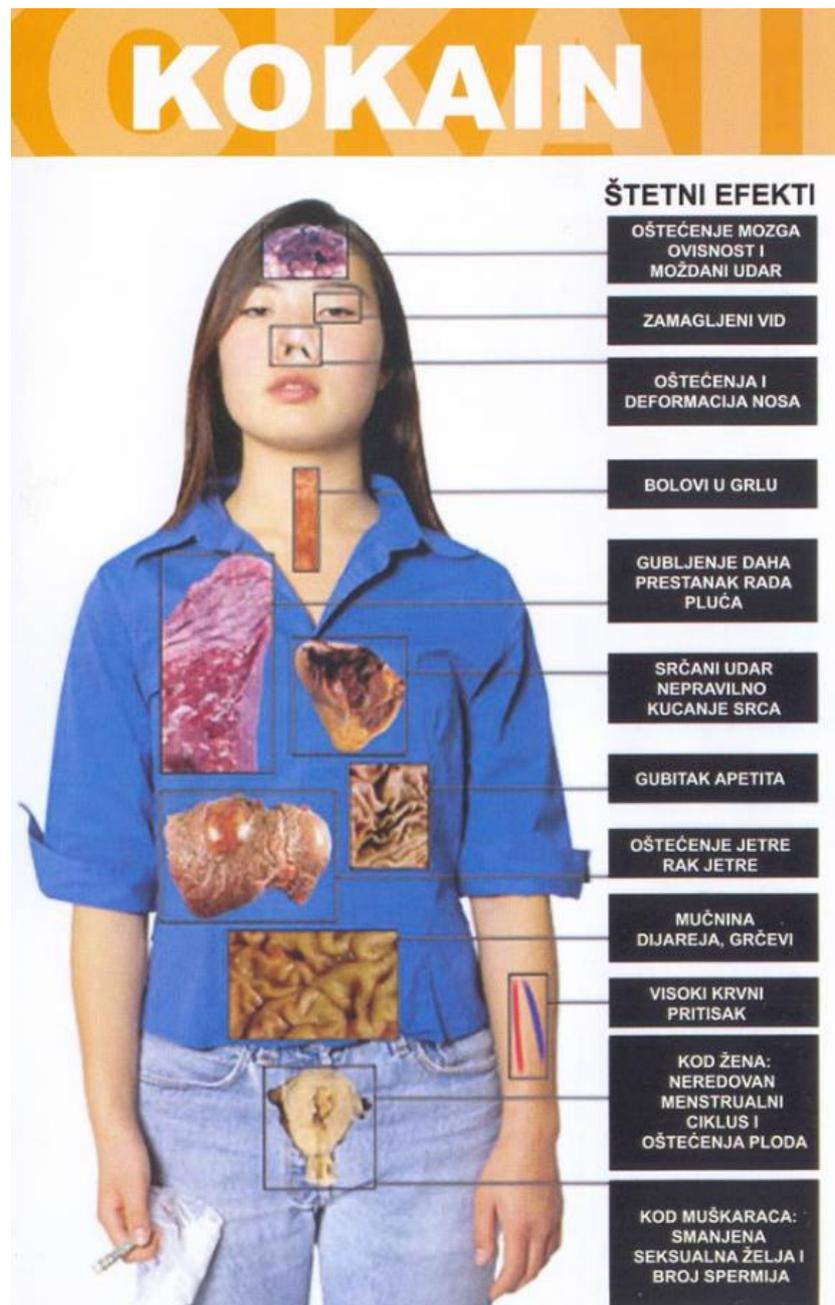 KOKAIN
ŠTETNI EFEKTI
OŠTEĆENJE MOZGA
OVISNOST I
MOŽDANI UDAR
ZAMAGLJENI VID
OŠTEĆENJA I
DEFORMACIJA NOSA
BOLOVI U GRLU
GUBLJENJE DAHA
PRESTANAK RADA
PLUĆA
SRČANI UDAR
NEPRAVILNO
KUCANJE SRCA
GUBITAK APETITA
OŠTEĆENJE JETRE
RAK JETRE
MUČNINA
DIJAREJA, GRČEVI
VISOKI KRVNI
PRITISAK
KOD ŽENA:
NEREDOVAN
MENSTRUALNI
CIKLUS I
OŠTEĆENJA PLODA
KOD MUŠKARACA:
SMANJENA
SEKSUALNA ŽELJA I
BROJ SPERMIJA